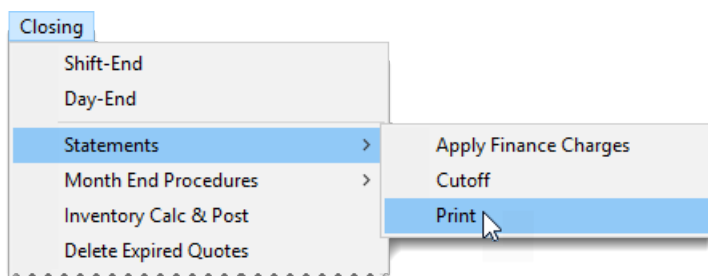 Closing
Shift-End
Day-End
Statements
Month End Procedures
Inventory Calc & Post
Delete Expired Quotes
Apply Finance Charges
Cutoff
Print